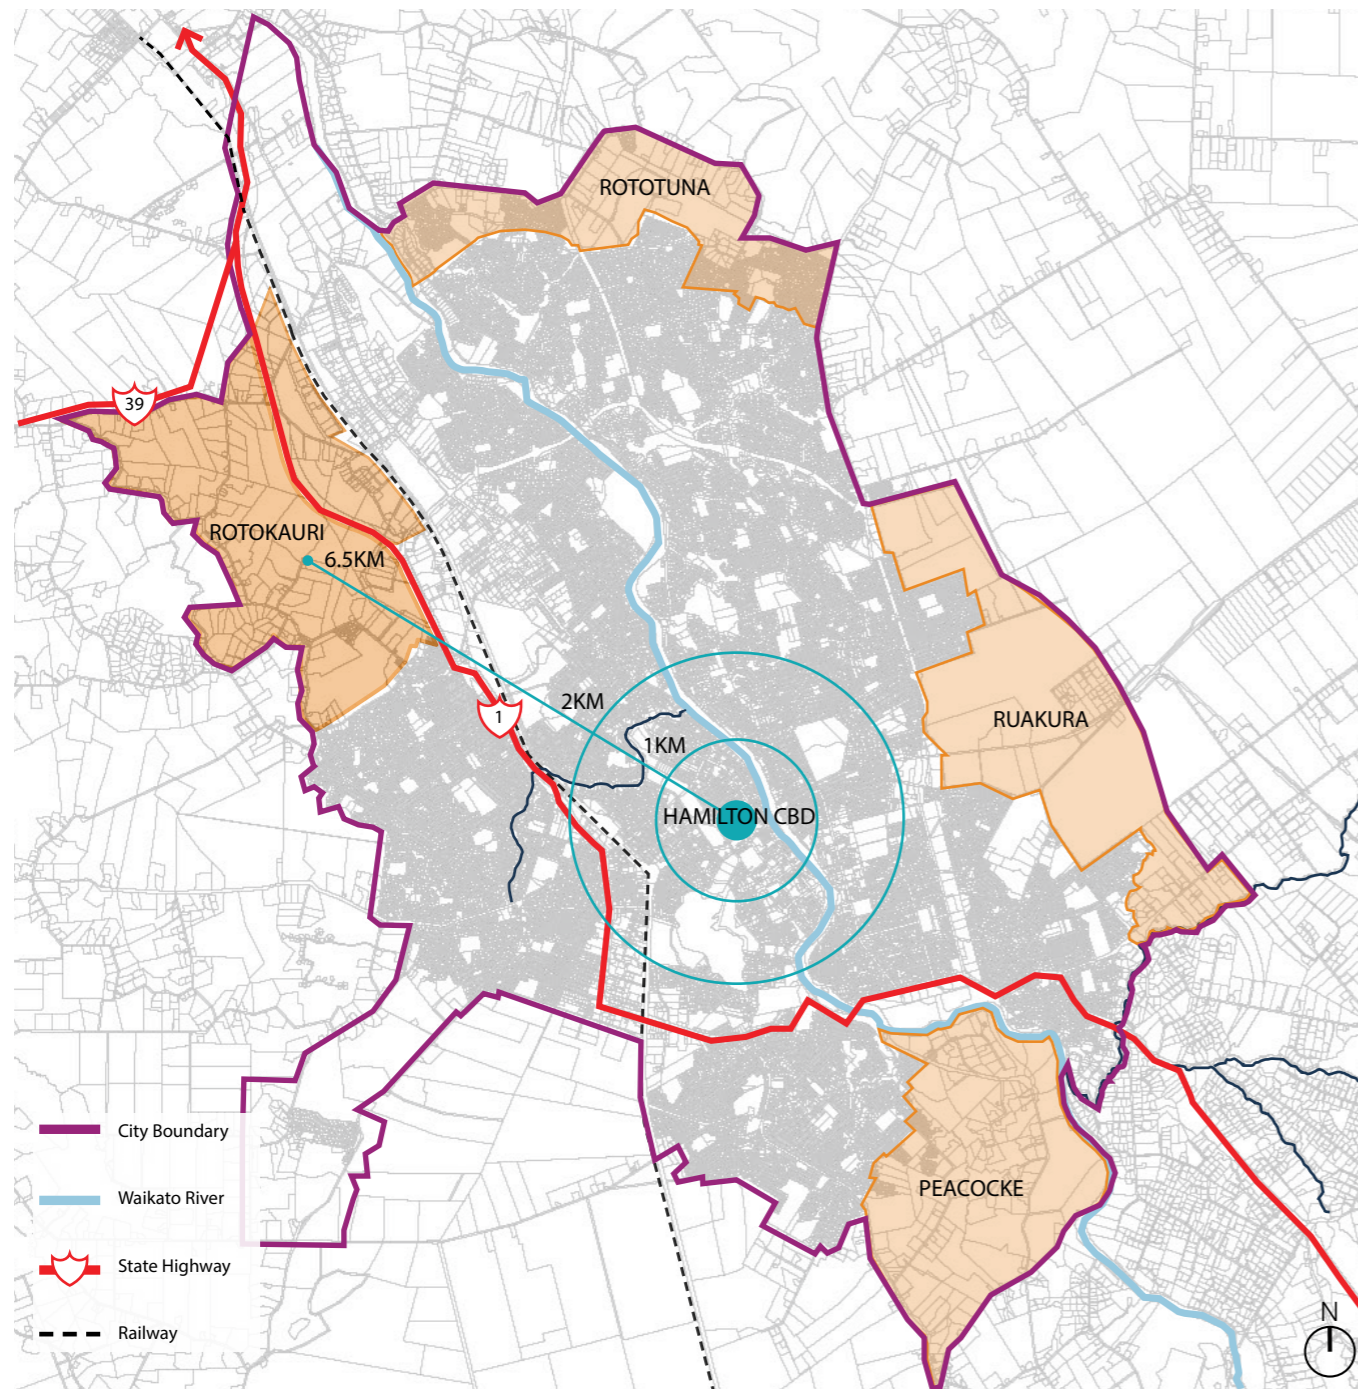 ROTOTUNA
39
ROTOKAURI
6.5KM
2KM
1
1KM
RUAKURA
HAMILTON CBD
PEACOCKE
City Boundary
Waikato River
State Highway
Railway
N